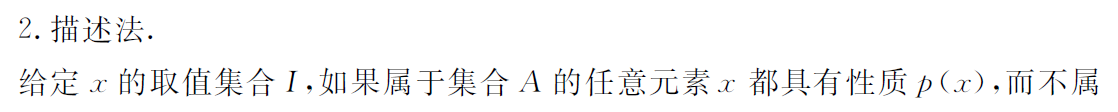 2. 描述法.
给定 x 的取值集合 I,如果属于集合 A 的任意元素 x 都具有性质 p(x),而不属